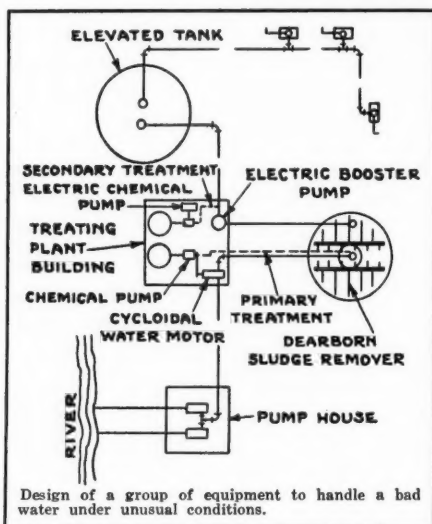 ELEVATED TANK
SECONDARY TREATMENT
ELECTRIC CHEMICAL
PUMP
ELECTRIC BOOSTER
PUMP
TREATING
PLANT
BUILDING
CHEMICAL PUMP
CYCLOIDAL
WATER MOTOR
PRIMARY
TREATMENT
DEARBORN
SLUDGE REMOVER
RIVER
PUMP HOUSE
Design of a group of equipment to handle a bad
water under unusual conditions.